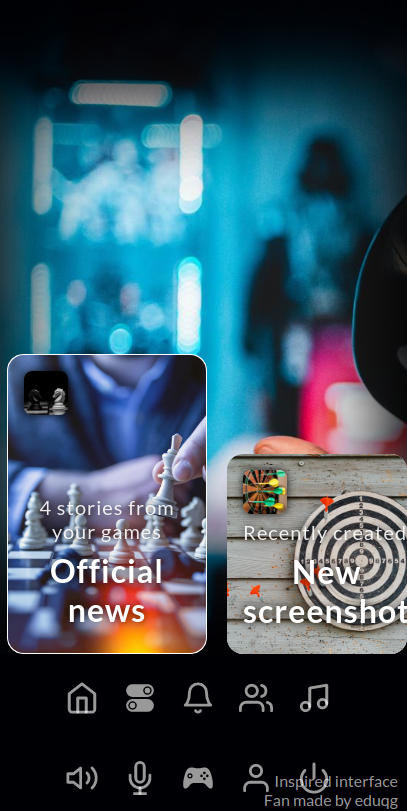 4 stories from
your games
Official
news
Recently created
New
screenshot
Inspired interface
Fan made by eduqg